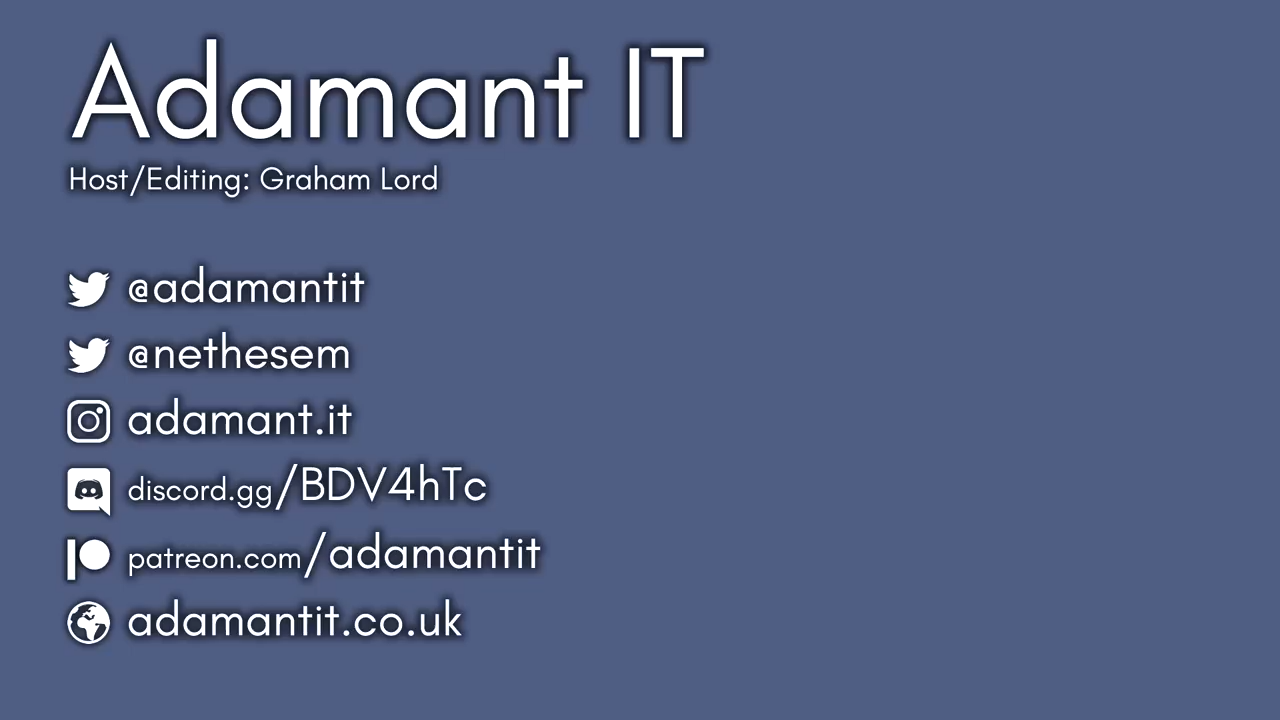 Adamant IT
Host/Editing: Graham Lord
@adamantit
@nethesem
adamant.it
discord.gg/BDV4hTc
patreon.com/adamantit
adamantit.co.uk